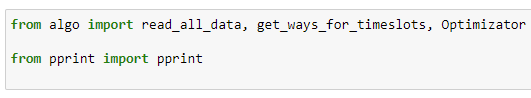 from algo import read_all_data, get_ways_for_timeslots, Optimizator
from pprint import pprint